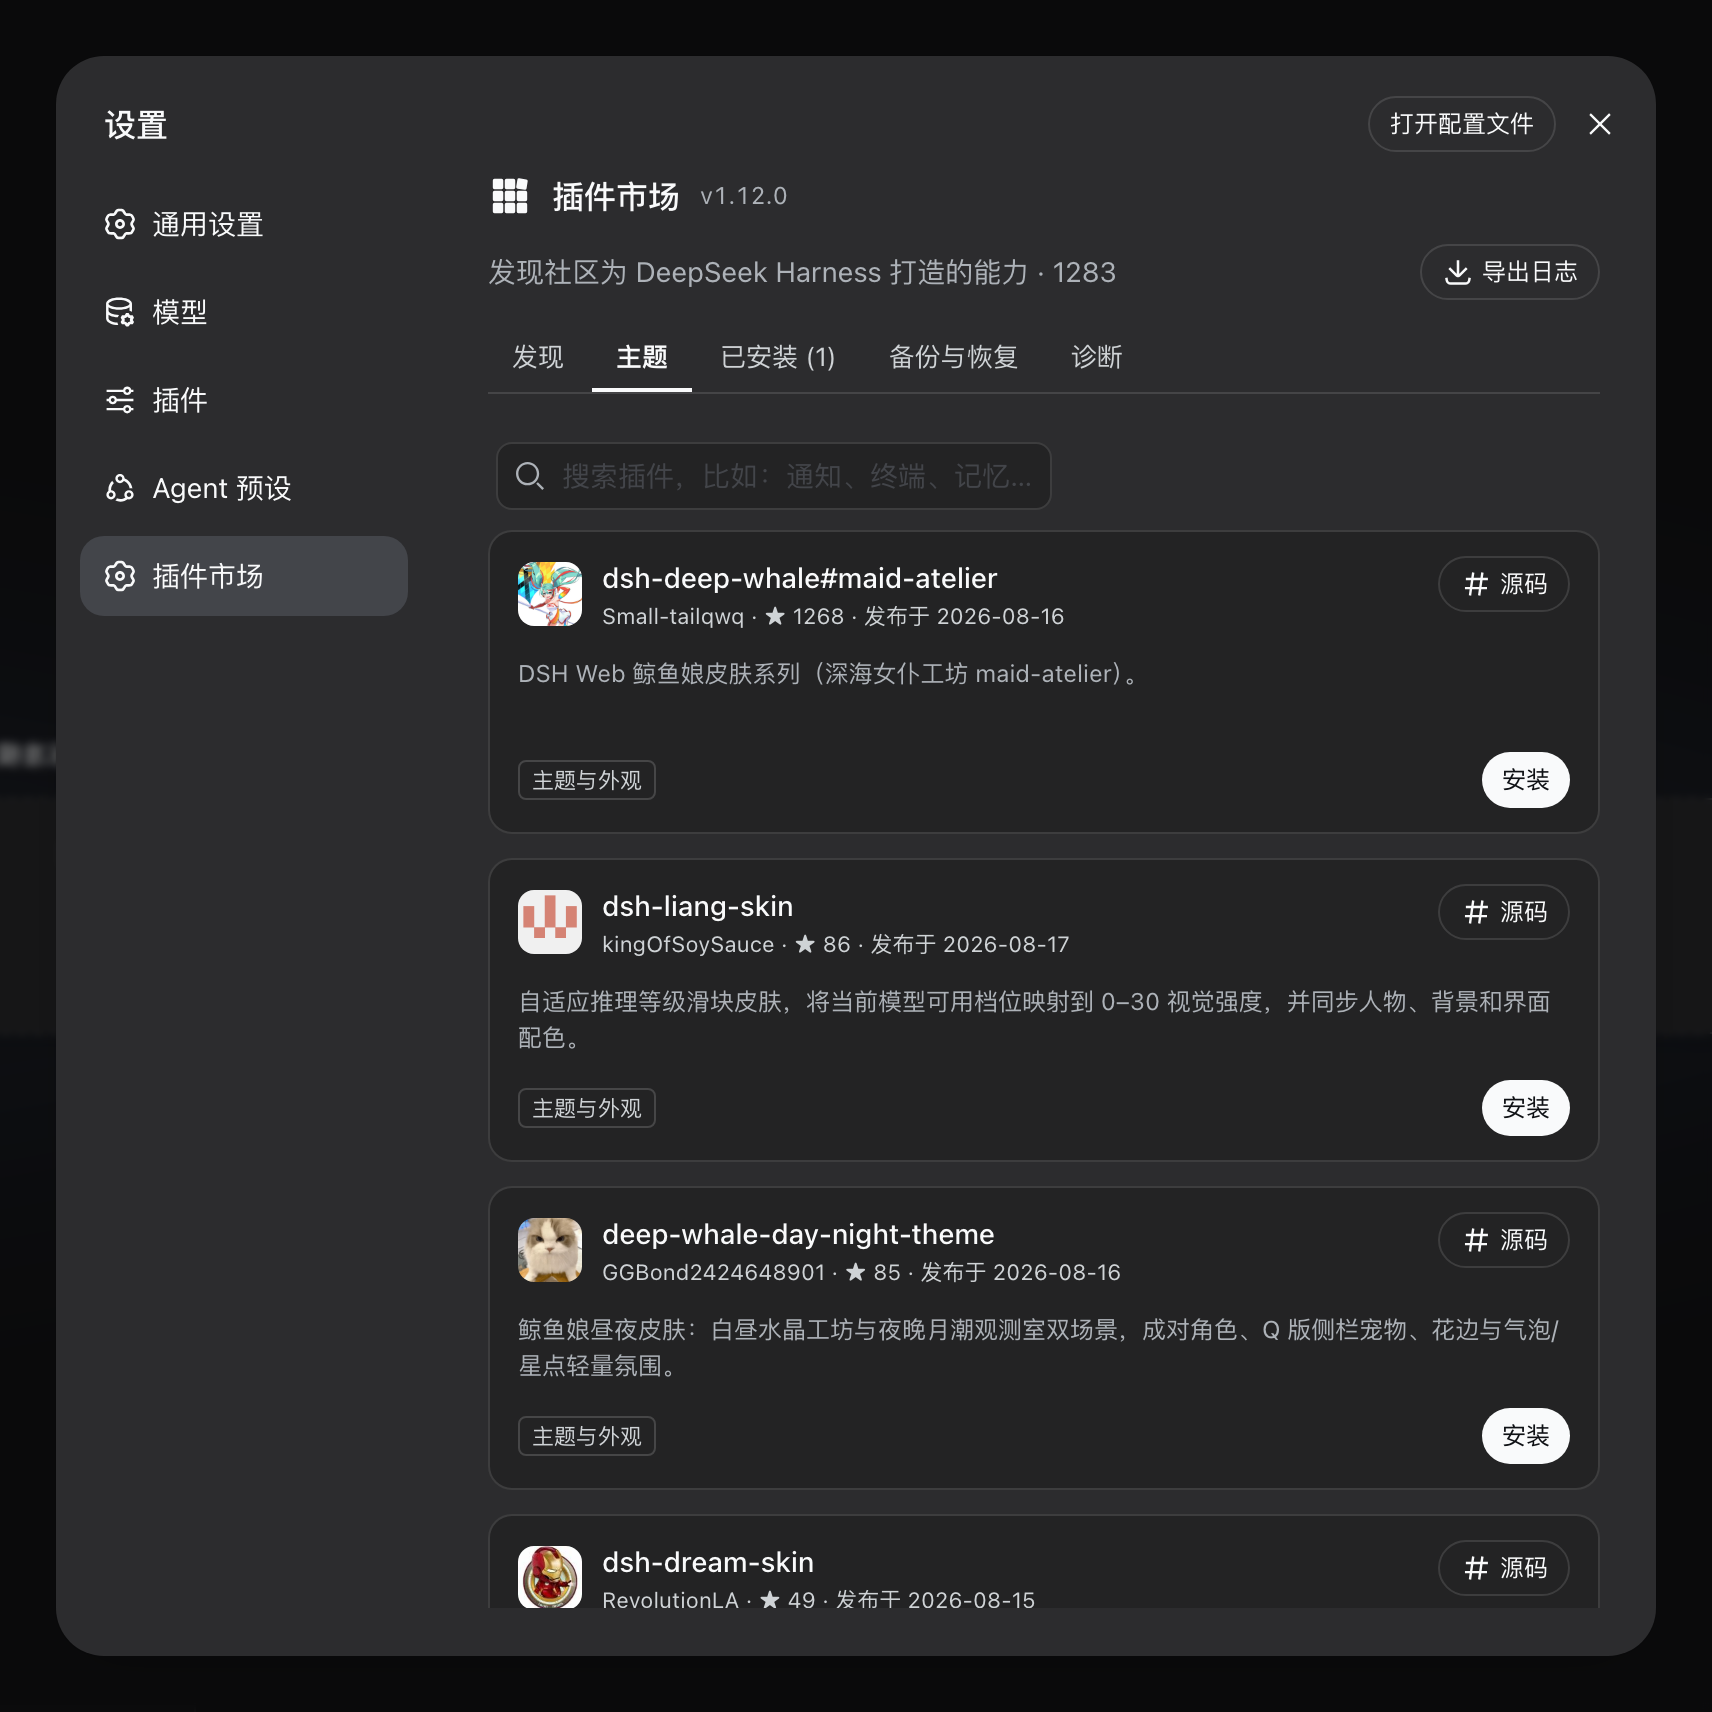 设置
打开配置文件
通用设置
模型
插件
Agent 预设
插件市场
插件市场 v1.12.0
发现社区为 DeepSeek Harness 打造的能力 · 1283
导出日志
发现 主题 已安装 (1) 备份与恢复 诊断
搜索插件，比如：通知、终端、记忆...
dsh-deep-whale#maid-atelier
源码
Small-tailqwq · ★ 1268 · 发布于 2026-08-16
DSH Web 鲸鱼娘皮肤系列（深海女仆工坊 maid-atelier）。
主题与外观
安装
dsh-liang-skin
源码
kingOfSoySauce · ★ 86 · 发布于 2026-08-17
自适应推理等级滑块皮肤，将当前模型可用档位映射到 0–30 视觉强度，并同步人物、背景和界面
配色。
主题与外观
安装
deep-whale-day-night-theme
源码
GGBond2424648901 · ★ 85 · 发布于 2026-08-16
鲸鱼娘昼夜皮肤：白昼水晶工坊与夜晚月潮观测室双场景，成对角色、Q 版侧栏宠物、花边与气泡/
星点轻量氛围。
主题与外观
安装
dsh-dream-skin
源码
RevolutionLA · ★ 49 · 发布于 2026-08-15